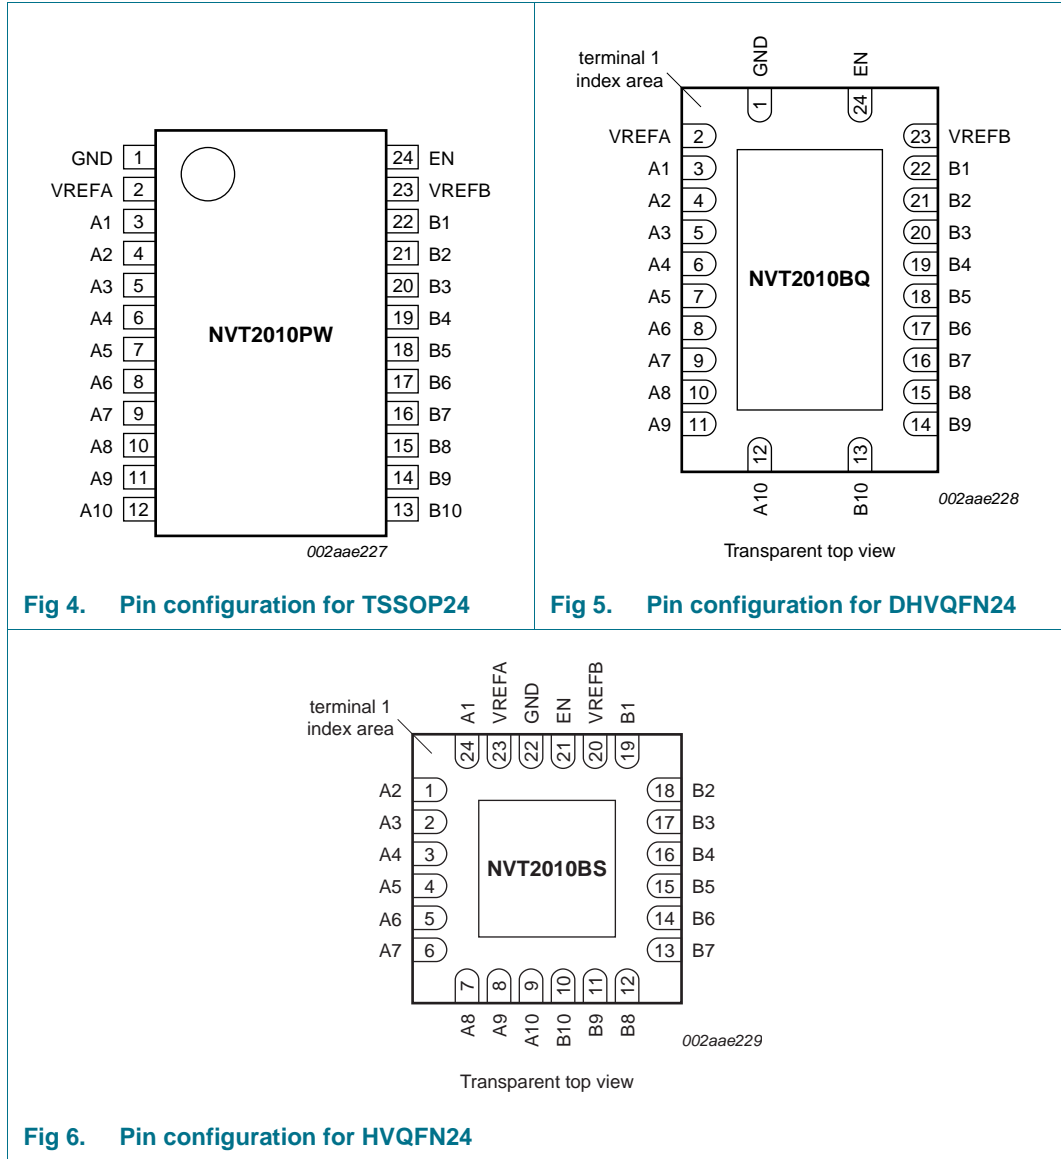 GND 1
VREFA 2
A1 3
A2 4
A3 5
A4 6
A5 7
A6 8
A7 9
A8 10
A9 11
A10 12
NVT2010PW
24 EN
23 VREFB
22 B1
21 B2
20 B3
19 B4
18 B5
17 B6
16 B7
15 B8
14 B9
13 B10
002aae227
Fig 4. Pin configuration for TSSOP24
terminal 1
index area
GND 1
EN 24
VREFA 2
A1 3
A2 4
A3 5
A4 6
A5 7
A6 8
A7 9
A8 10
A9 11
NVT2010BQ
23 VREFB
22 B1
21 B2
20 B3
19 B4
18 B5
17 B6
16 B7
15 B8
14 B9
12 A10
13 B10
002aae228
Transparent top view
Fig 5. Pin configuration for DHVQFN24
terminal 1
index area
A1 24
VREFA 23
GND 22
EN 21
VREFB 20
B1 19
A2 1
A3 2
A4 3
A5 4
A6 5
A7 6
NVT2010BS
18 B2
17 B3
16 B4
15 B5
14 B6
13 B7
7 A8
8 A9
9 A10
10 B10
11 B9
12 B8
002aae229
Transparent top view
Fig 6. Pin configuration for HVQFN24